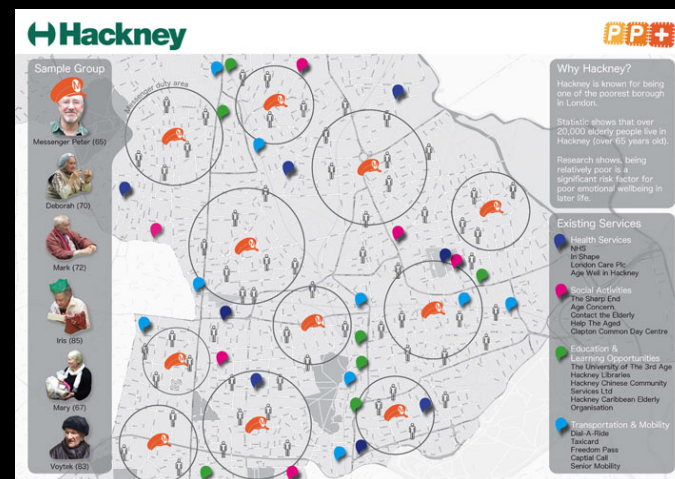 Hackney
P P +
Sample Group
M
Messenger Peter (65)
Deborah (70)
Mark (72)
Iris (85)
Mary (67)
Voytek (83)
Messenger duty area
Why Hackney?
Hackney is known for being
one of the poorest borough
in London.
Statistic shows that over
20,000 elderly people live in
Hackney (over 65 years old).
Research shows, being
relatively poor is a
significant risk factor for
poor emotional wellbeing in
later life.
Existing Services
Health Services
NHS
In Shape
London Care Plc
Age Well in Hackney
Social Activities
The Sharp End
Age Concern
Contact the Elderly
Help The Aged
Clapton Common Day Centre
Education &
Learning Opportunities
The University of The 3rd Age
Hackney Libraries
Hackney Chinese Community
Services Ltd
Hackney Caribbean Elderly
Organisation
Transportation & Mobility
Dial-A-Ride
Taxicard
Freedom Pass
Captial Call
Senior Mobility